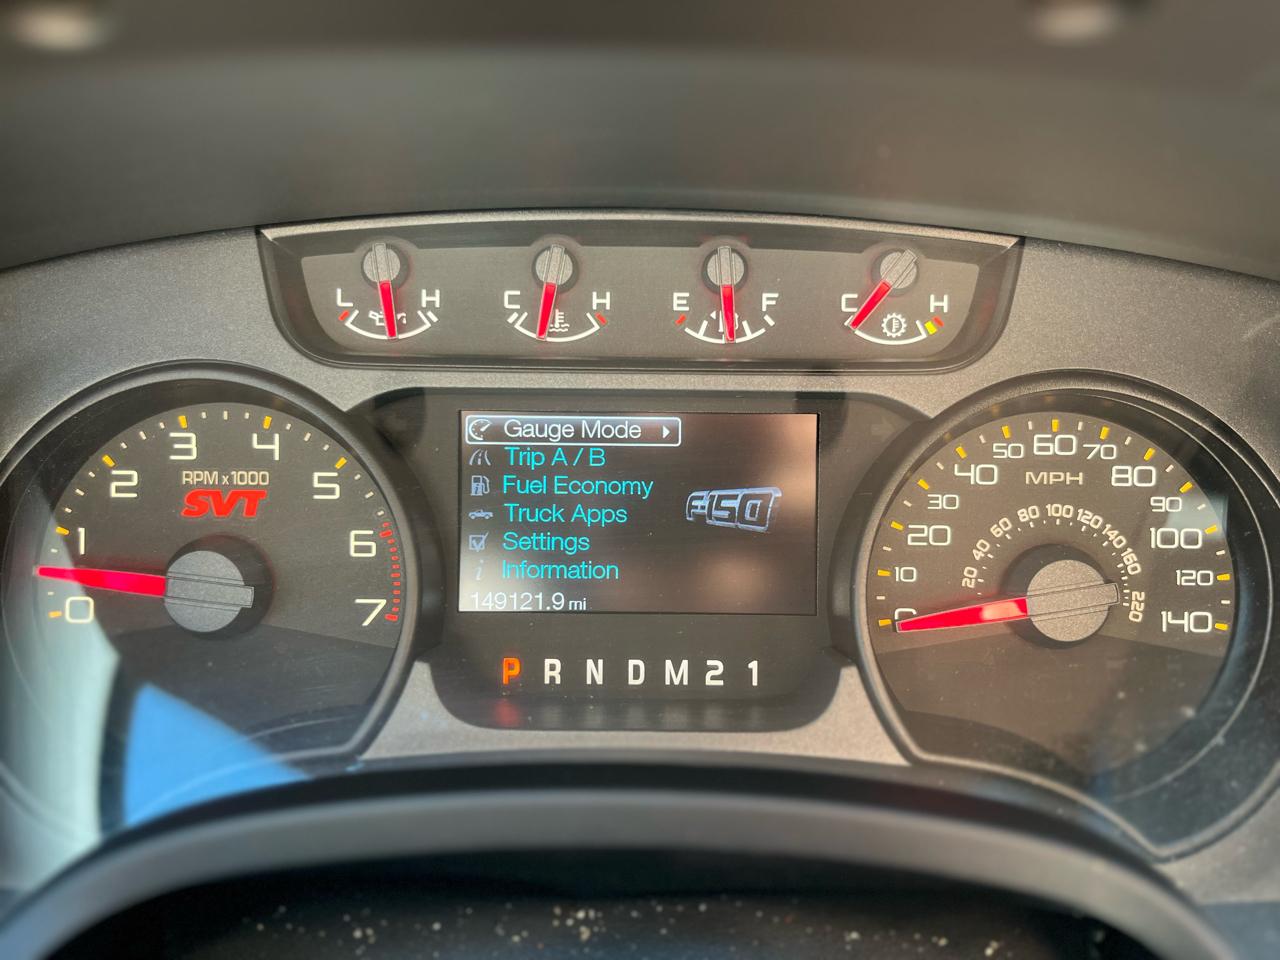 L H C H E F C H
Gauge Mode
Trip A / B
Fuel Economy
Truck Apps
Settings
Information
149121.9 mi
F-150
P R N D M 2 1
0 1 2 3 4 5 6 7
RPM x 1000
SVT
0 10 20 30 40 50 60 70 80 90 100 120 140
MPH
20 40 60 80 100 120 140 160 220